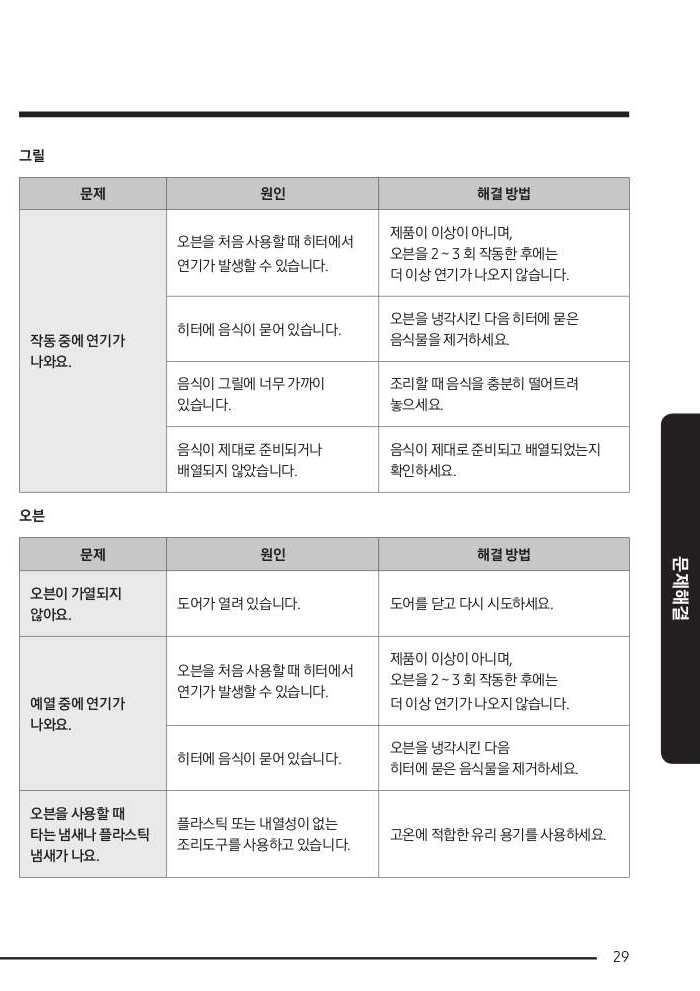 그릴
문제
원인
해결 방법
작동 중에 연기가
나와요.
오븐을 처음 사용할 때 히터에서
연기가 발생할 수 있습니다.
제품이 이상이 아니며,
오븐을 2 ~ 3 회 작동한 후에는
더 이상 연기가 나오지 않습니다.
히터에 음식이 묻어 있습니다.
오븐을 냉각시킨 다음 히터에 묻은
음식물을 제거하세요.
음식이 그릴에 너무 가까이
있습니다.
조리할 때 음식을 충분히 떨어트려
놓으세요.
음식이 제대로 준비되거나
배열되지 않았습니다.
음식이 제대로 준비되고 배열되었는지
확인하세요.
오븐
문제
원인
해결 방법
오븐이 가열되지
않아요.
도어가 열려 있습니다.
도어를 닫고 다시 시도하세요.
예열 중에 연기가
나와요.
오븐을 처음 사용할 때 히터에서
연기가 발생할 수 있습니다.
제품이 이상이 아니며,
오븐을 2 ~ 3 회 작동한 후에는
더 이상 연기가 나오지 않습니다.
히터에 음식이 묻어 있습니다.
오븐을 냉각시킨 다음
히터에 묻은 음식물을 제거하세요.
오븐을 사용할 때
타는 냄새나 플라스틱
냄새가 나요.
플라스틱 또는 내열성이 없는
조리도구를 사용하고 있습니다.
고온에 적합한 유리 용기를 사용하세요.
문제해결
29